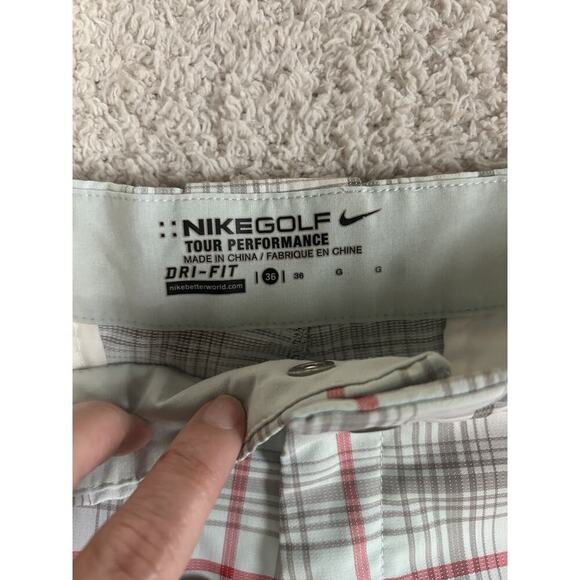 NIKEGOLF
TOUR PERFORMANCE
MADE IN CHINA / FABRIQUE EN CHINE
DRI-FIT | 36 | 36 G G
nikebetterworld.com